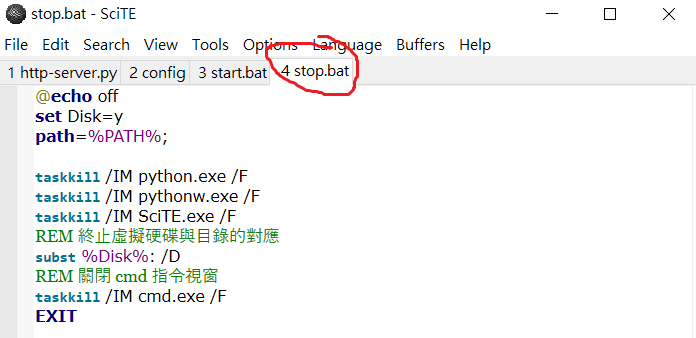 stop.bat - SciTE
File Edit Search View Tools Options Language Buffers Help
1 http-server.py 2 config 3 start.bat 4 stop.bat
@echo off
set Disk=y
path=%PATH%;
taskkill /IM python.exe /F
taskkill /IM pythonw.exe /F
taskkill /IM SciTE.exe /F
REM 終止虛擬硬碟與目錄的對應
subst %Disk%: /D
REM 關閉 cmd 指令視窗
taskkill /IM cmd.exe /F
EXIT